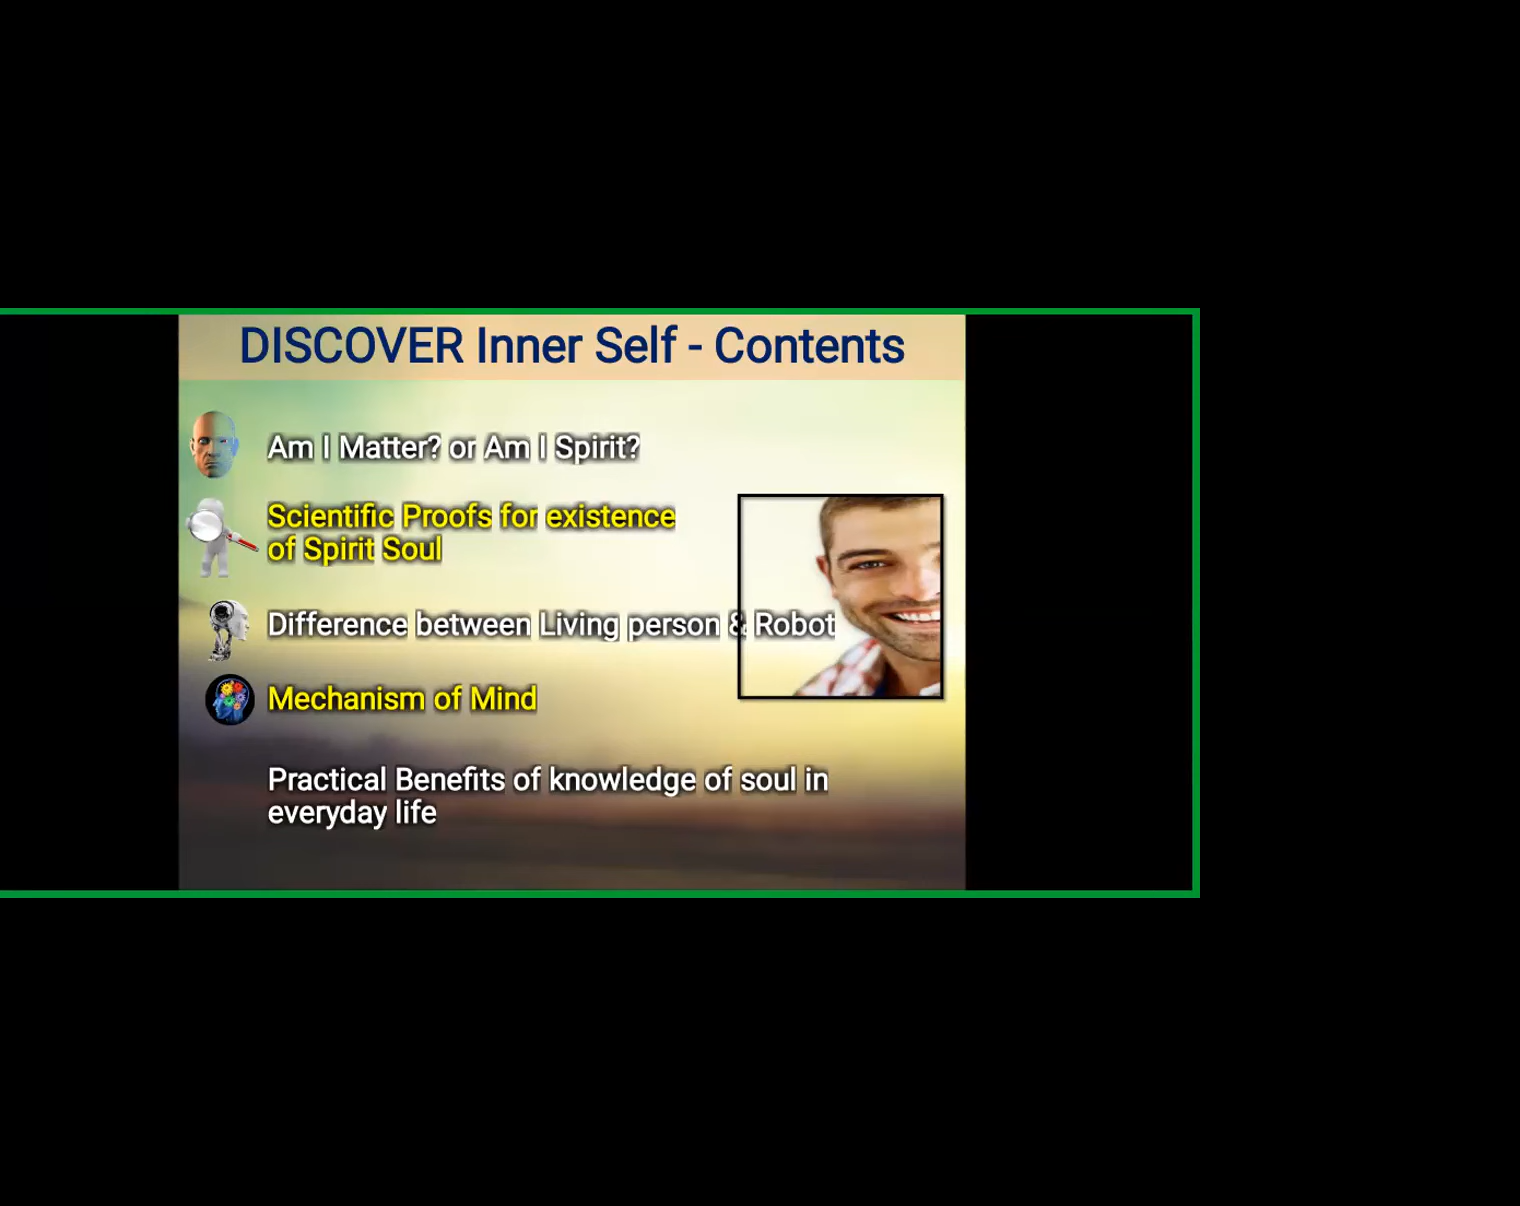 DISCOVER Inner Self - Contents
Am I Matter? or Am I Spirit?
Scientific Proofs for existence
of Spirit Soul
Difference between Living person & Robot
Mechanism of Mind
Practical Benefits of knowledge of soul in
everyday life